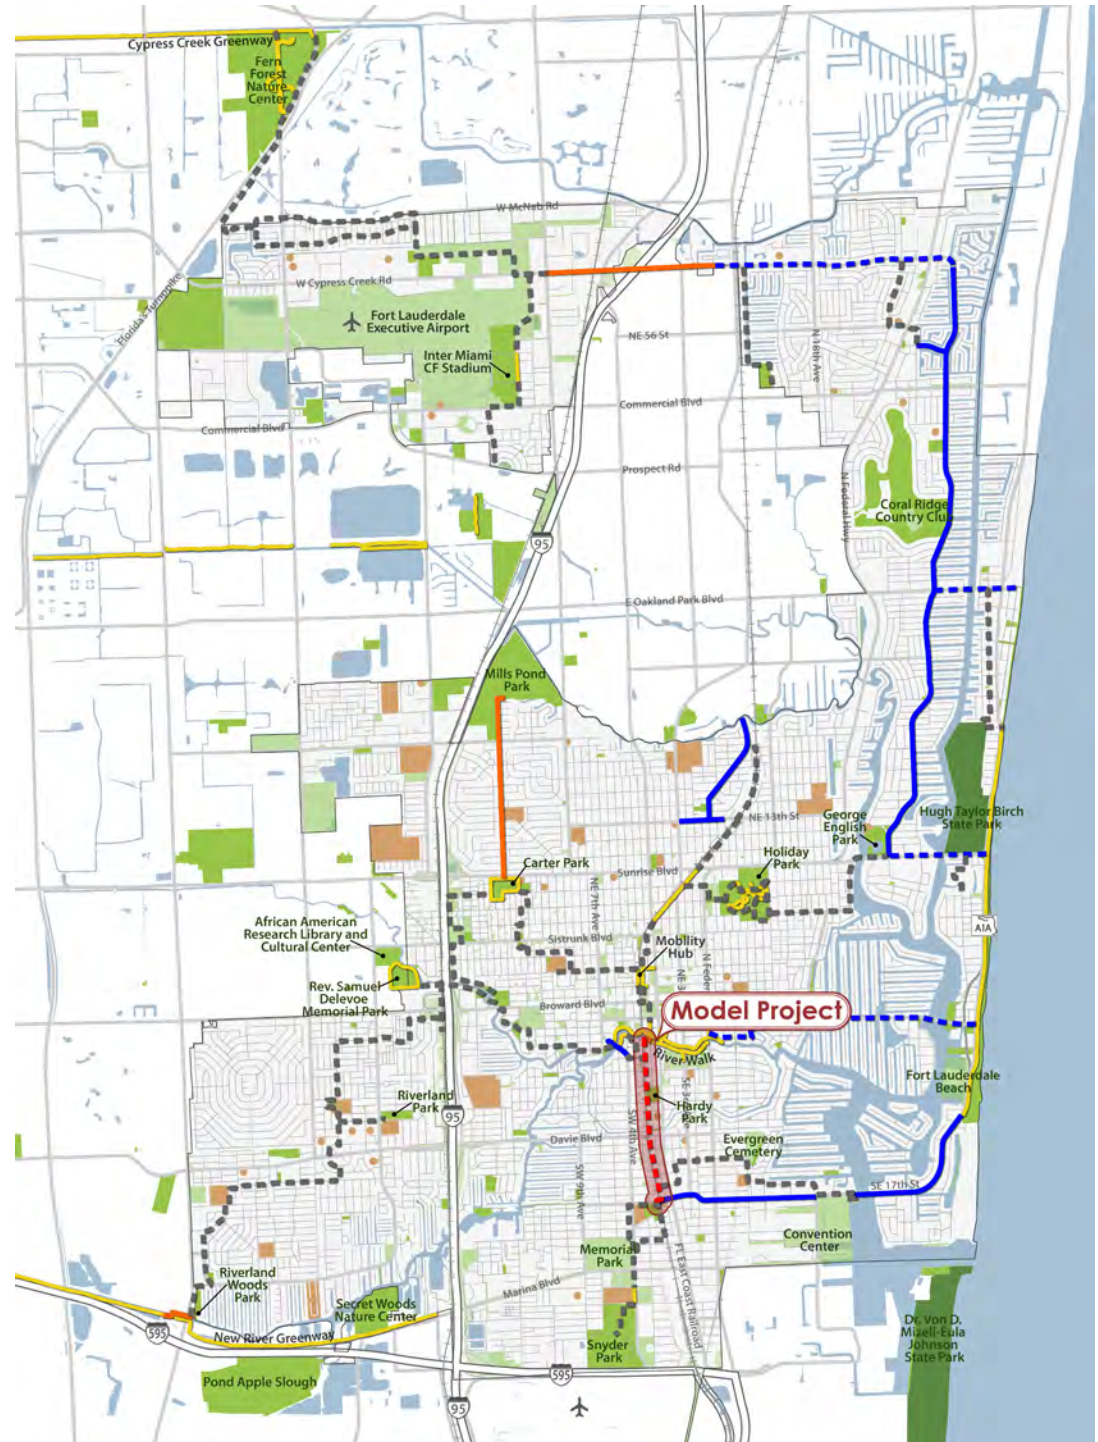 Cypress Creek Greenway
Fern
Forest
Nature
Center
W McNab Rd
Florida's Turnpike
W Cypress Creek Rd
Fort Lauderdale
Executive Airport
NE 56 St
N 18th Ave
Inter Miami
CF Stadium
Commercial Blvd
Commercial Blvd
Prospect Rd
N Federal Hwy
Coral Ridge
Country Club
95
E Oakland Park Blvd
Mills Pond
Park
NE 13th St
George
English
Park
Hugh Taylor Birch
State Park
Holiday
Park
Carter Park
Sunrise Blvd
NE 7th Ave
African American
Research Library and
Cultural Center
Sistrunk Blvd
Mobility
Hub
A1A
N Feder
NE 3
Rev. Samuel
Delevoe
Memorial Park
Broward Blvd
Model Project
River Walk
Fort Lauderdale
Beach
Riverland
Park
95
SW 4th Ave
SE 3
Hardy
Park
Davie Blvd
Evergreen
Cemetery
SW 9th Ave
SE 17th St
Convention
Center
Memorial
Park
Riverland
Woods
Park
Marina Blvd
FL East Coast Railroad
Secret Woods
Nature Center
595
New River Greenway
Snyder
Park
Dr. Von D.
Mizell-Eula
Johnson
State Park
595
Pond Apple Slough
95